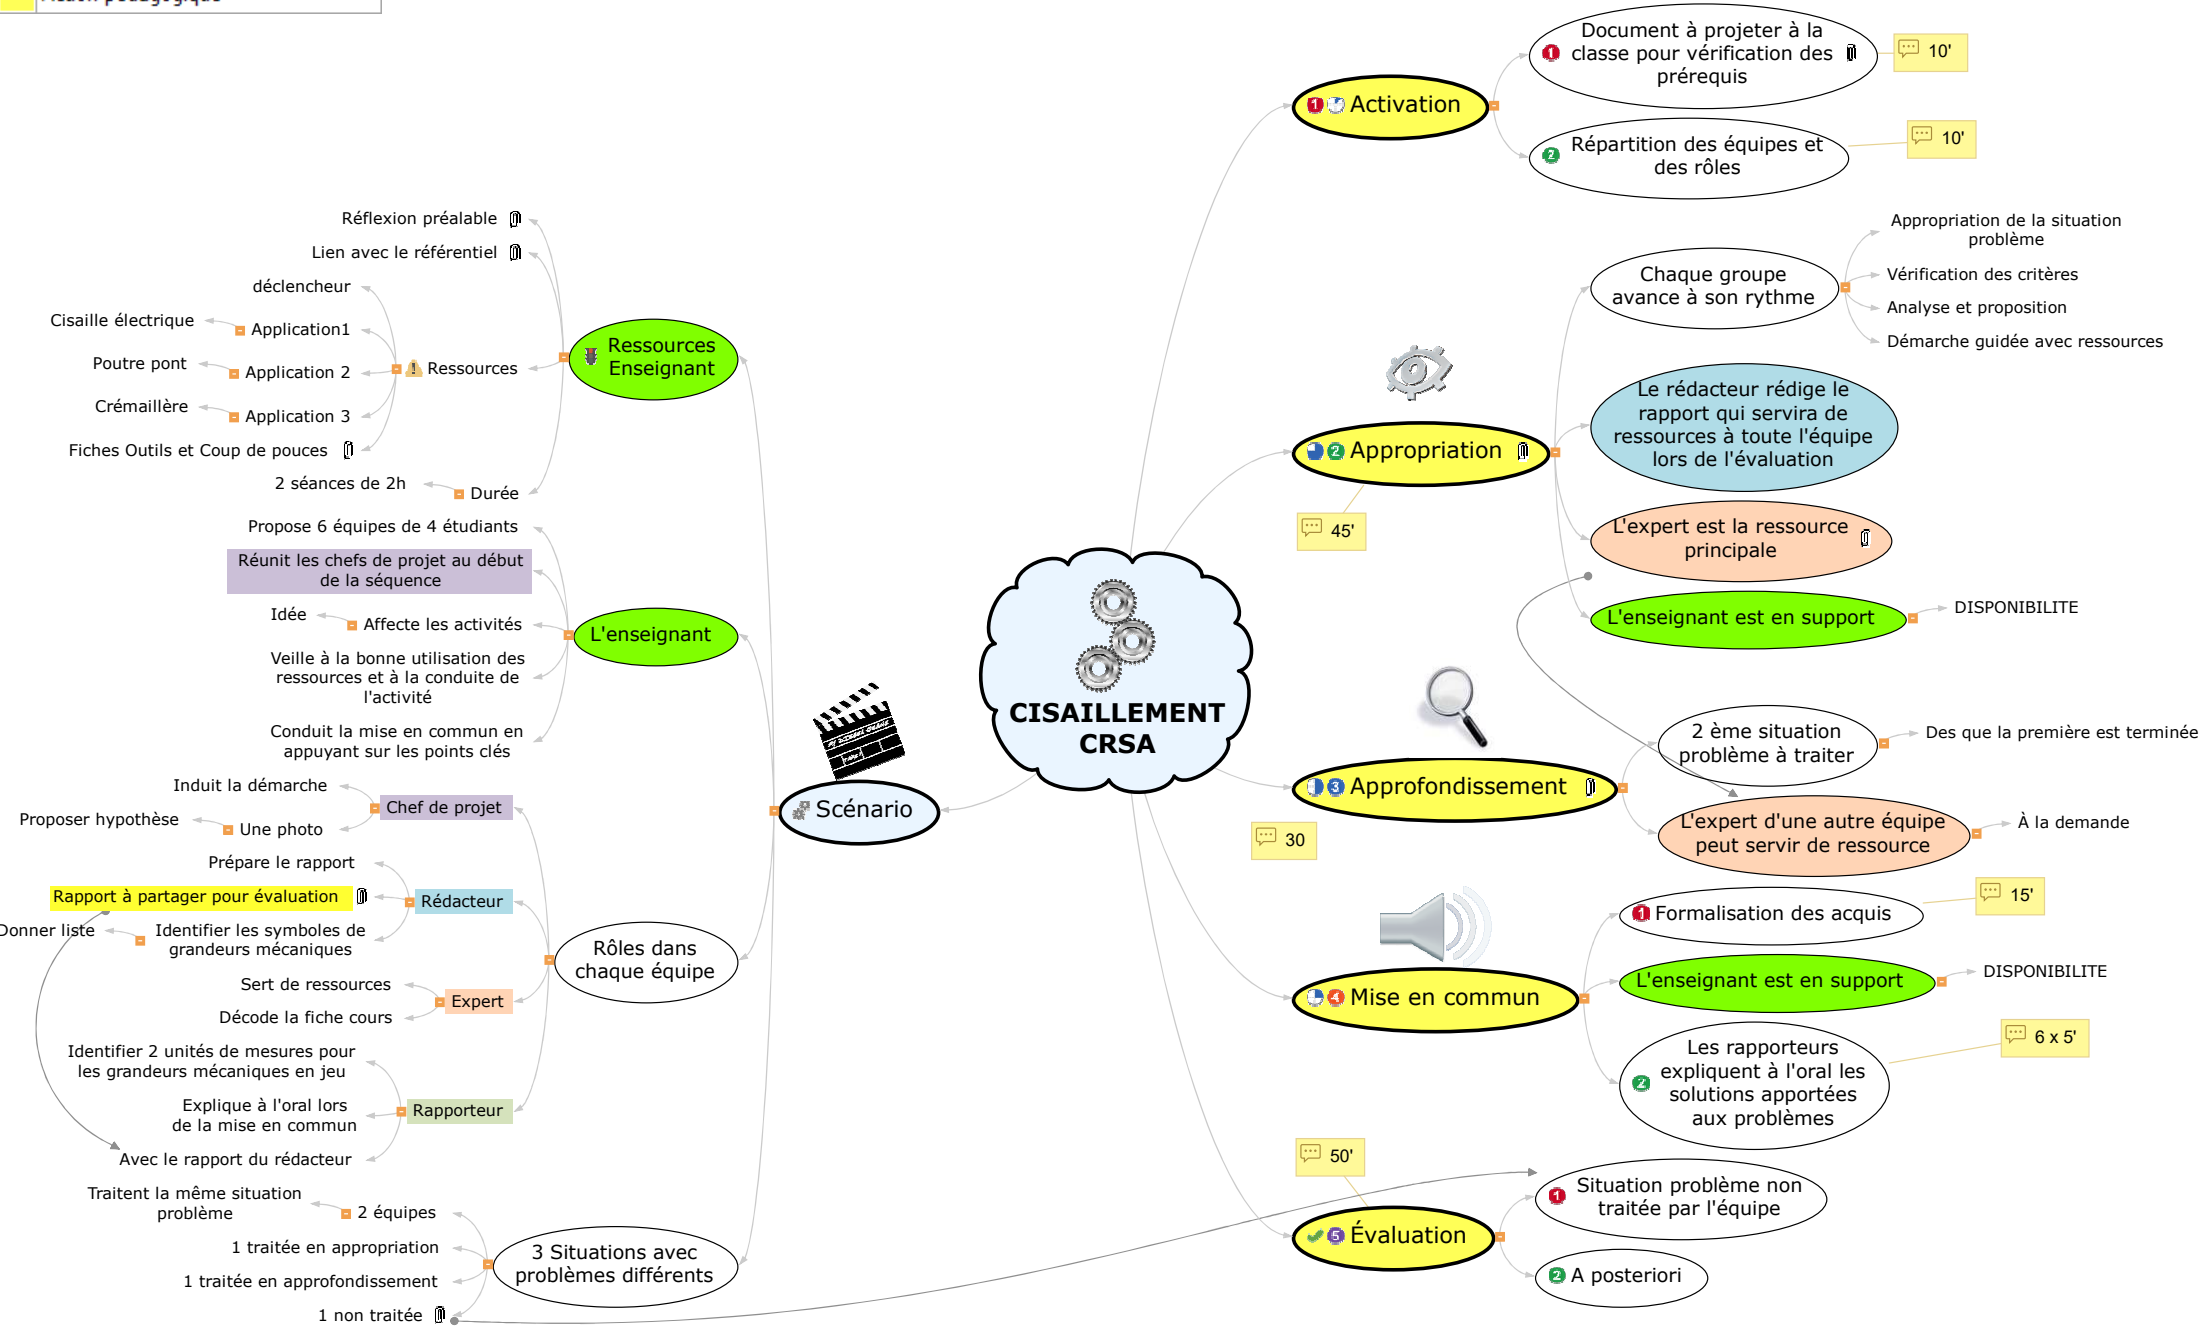 Action pédagogique
Document à projeter à la
classe pour vérification des
prérequis
10'
Activation
Répartition des équipes et
des rôles
10'
Réflexion préalable
Lien avec le référentiel
déclencheur
Cisaille électrique
Application1
Poutre pont
Application 2
Ressources
Crémaillère
Application 3
Fiches Outils et Coup de pouces
2 séances de 2h
Durée
Ressources
Enseignant
Propose 6 équipes de 4 étudiants
Réunit les chefs de projet au début
de la séquence
Idée
Affecte les activités
L'enseignant
Veille à la bonne utilisation des
ressources et à la conduite de
l'activité
Conduit la mise en commun en
appuyant sur les points clés
Induit la démarche
Chef de projet
Proposer hypothèse
Une photo
Prépare le rapport
Rapport à partager pour évaluation
Rédacteur
Donner liste
Identifier les symboles de
grandeurs mécaniques
Rôles dans
chaque équipe
Sert de ressources
Expert
Décode la fiche cours
Identifier 2 unités de mesures pour
les grandeurs mécaniques en jeu
Explique à l'oral lors
de la mise en commun
Rapporteur
Avec le rapport du rédacteur
Traitent la même situation
problème
2 équipes
1 traitée en appropriation
1 traitée en approfondissement
1 non traitée
3 Situations avec
problèmes différents
Scénario
CISAILLEMENT
CRSA
Appropriation
45'
Chaque groupe
avance à son rythme
Appropriation de la situation
problème
Vérification des critères
Analyse et proposition
Démarche guidée avec ressources
Le rédacteur rédige le
rapport qui servira de
ressources à toute l'équipe
lors de l'évaluation
L'expert est la ressource
principale
L'enseignant est en support
DISPONIBILITE
Approfondissement
30
2 ème situation
problème à traiter
Des que la première est terminée
L'expert d'une autre équipe
peut servir de ressource
À la demande
Mise en commun
Formalisation des acquis
15'
L'enseignant est en support
DISPONIBILITE
Les rapporteurs
expliquent à l'oral les
solutions apportées
aux problèmes
6 x 5'
50'
Évaluation
Situation problème non
traitée par l'équipe
A posteriori